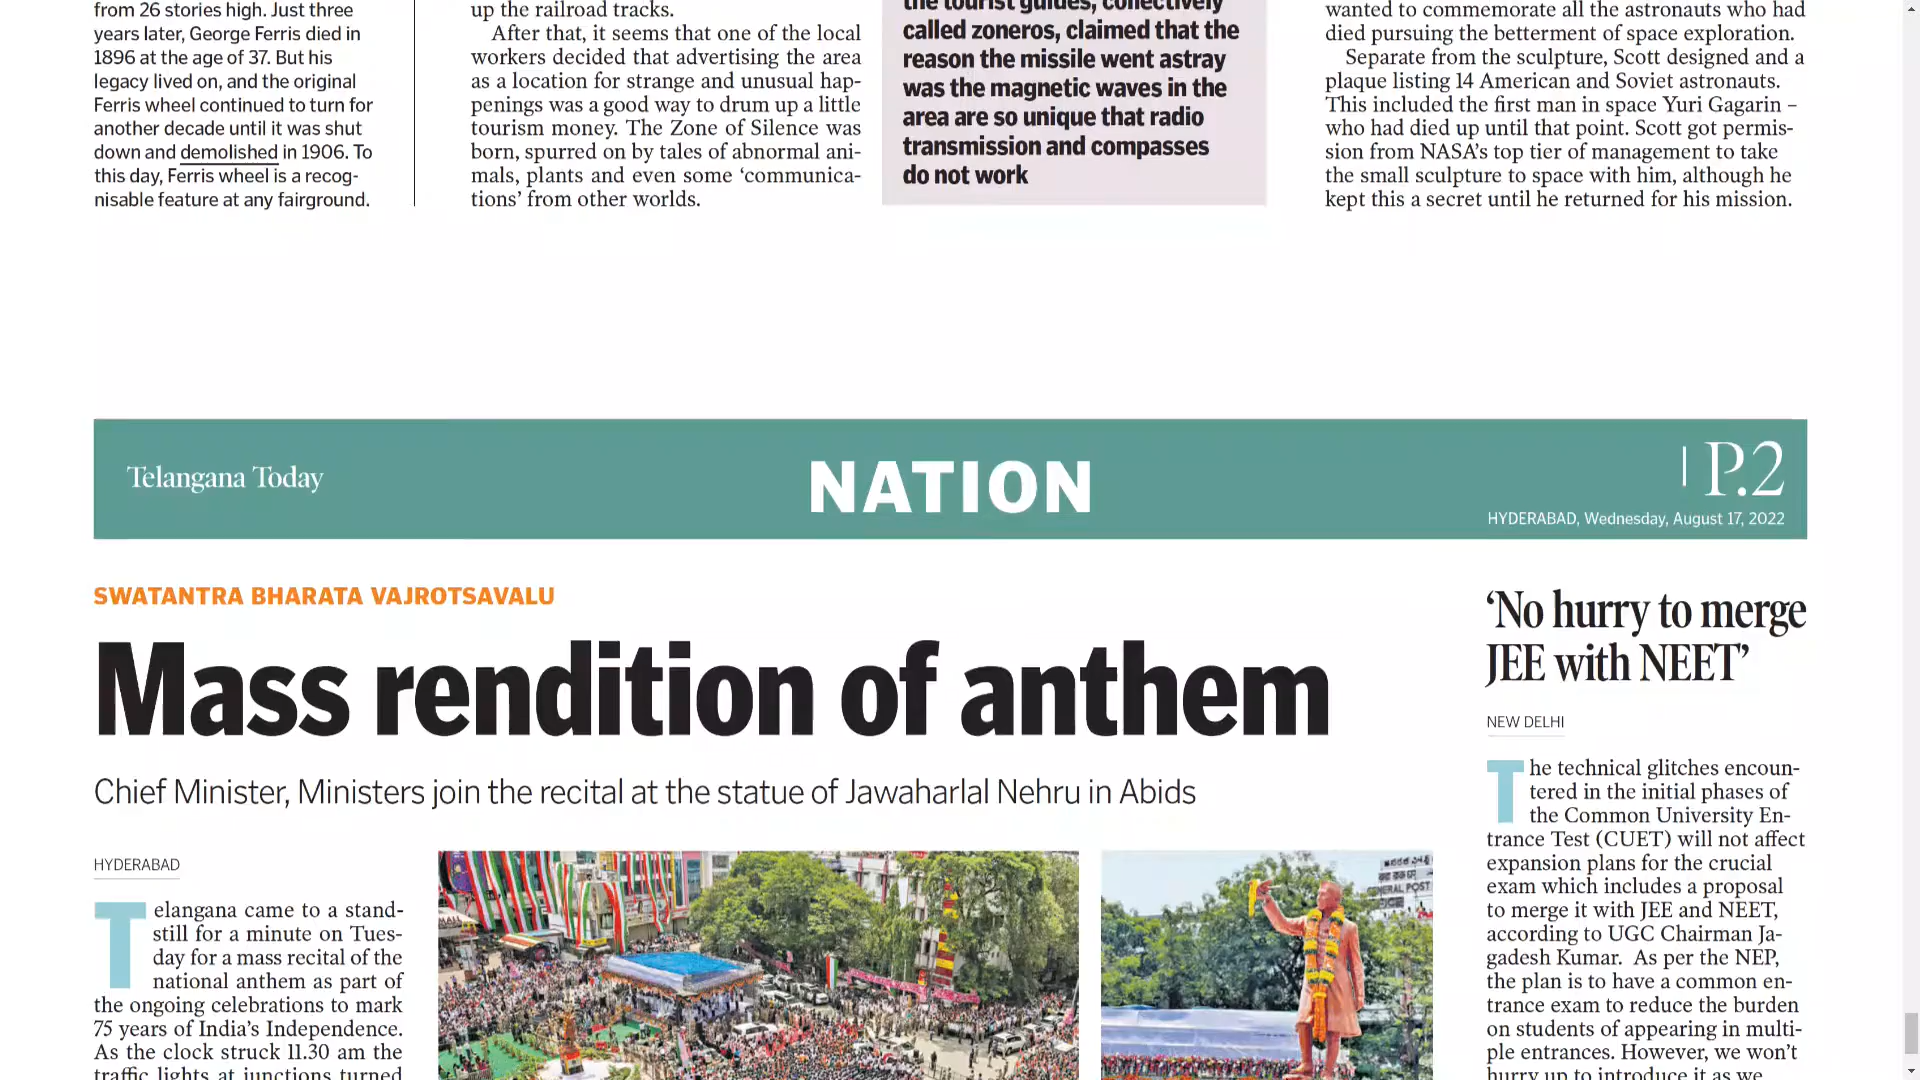 from 26 stories high. Just three
years later, George Ferris died in
1896 at the age of 37. But his
legacy lived on, and the original
Ferris wheel continued to turn for
another decade until it was shut
down and demolished in 1906. To
this day, Ferris wheel is a recog-
nisable feature at any fairground.
up the railroad tracks.
After that, it seems that one of the local
workers decided that advertising the area
as a location for strange and unusual hap-
penings was a good way to drum up a little
tourism money. The Zone of Silence was
born, spurred on by tales of abnormal ani-
mals, plants and even some ‘communica-
tions’ from other worlds.
the tourist guides, collectively
called zoneros, claimed that the
reason the missile went astray
was the magnetic waves in the
area are so unique that radio
transmission and compasses
do not work
wanted to commemorate all the astronauts who had
died pursuing the betterment of space exploration.
Separate from the sculpture, Scott designed and a
plaque listing 14 American and Soviet astronauts.
This included the first man in space Yuri Gagarin –
who had died up until that point. Scott got permis-
sion from NASA’s top tier of management to take
the small sculpture to space with him, although he
kept this a secret until he returned for his mission.
Telangana Today
NATION
P.2
HYDERABAD, Wednesday, August 17, 2022
SWATANTRA BHARATA VAJROTSAVALU
Mass rendition of anthem
Chief Minister, Ministers join the recital at the statue of Jawaharlal Nehru in Abids
HYDERABAD
Telangana came to a stand-
still for a minute on Tues-
day for a mass recital of the
national anthem as part of
the ongoing celebrations to mark
75 years of India’s Independence.
As the clock struck 11.30 am the
traffic lights at junctions turned
‘No hurry to merge
JEE with NEET’
NEW DELHI
The technical glitches encoun-
tered in the initial phases of
the Common University En-
trance Test (CUET) will not affect
expansion plans for the crucial
exam which includes a proposal
to merge it with JEE and NEET,
according to UGC Chairman Ja-
gadesh Kumar. As per the NEP,
the plan is to have a common en-
trance exam to reduce the burden
on students of appearing in multi-
ple entrances. However, we won’t
hurry up to introduce it as we